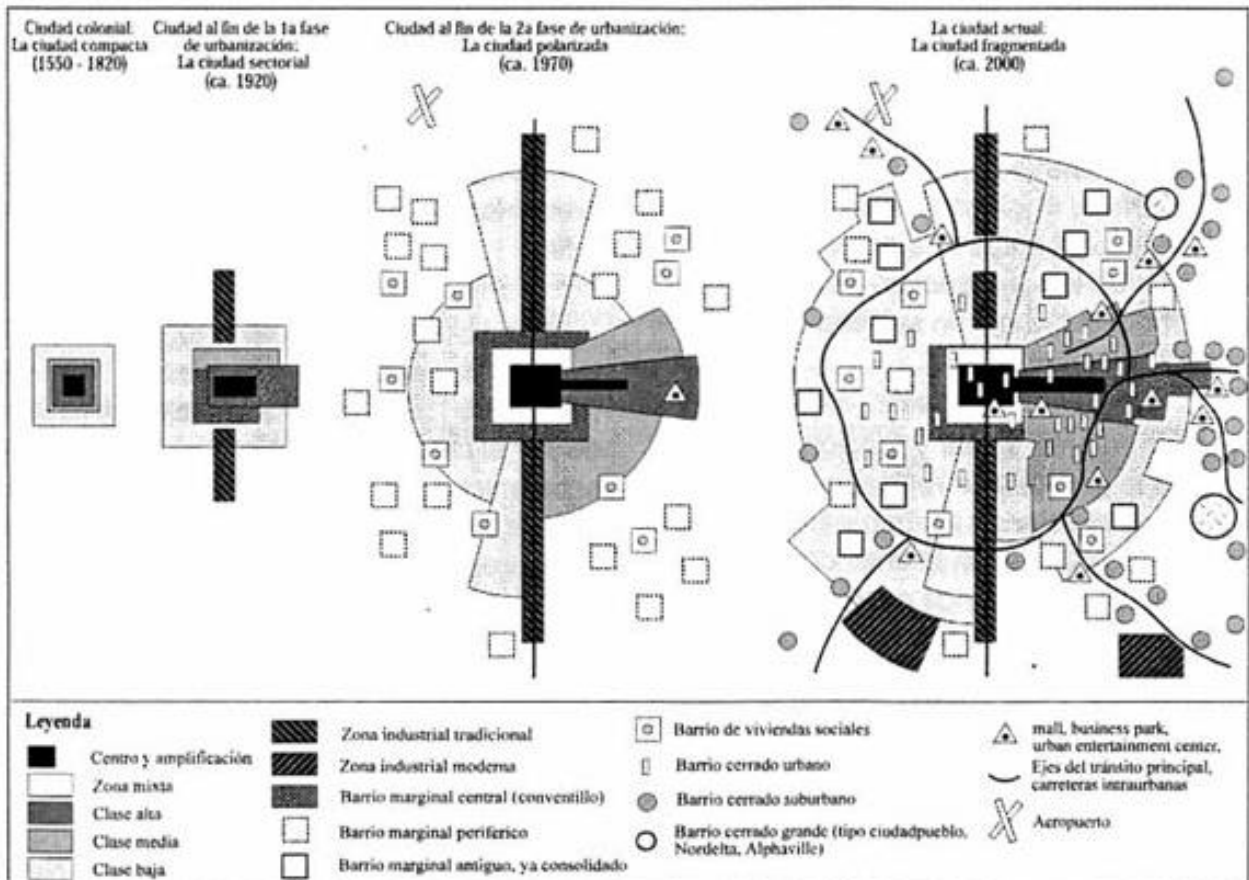 Ciudad colonial:
La ciudad compacta
(1550 - 1820)
Ciudad al fin de la 1a fase
de urbanización:
La ciudad sectorial
(ca. 1920)
Ciudad al fin de la 2a fase de urbanización:
La ciudad polarizada
(ca. 1970)
La ciudad actual:
La ciudad fragmentada
(ca. 2000)
Leyenda
Centro y amplificación
Zona mixta
Clase alta
Clase media
Clase baja
Zona industrial tradicional
Zona industrial moderna
Barrio marginal central (conventillo)
Barrio marginal periférico
Barrio marginal antiguo, ya consolidado
Barrio de viviendas sociales
Barrio cerrado urbano
Barrio cerrado suburbano
Barrio cerrado grande (tipo ciudadpueblo,
Nordelta, Alphaville)
mall, business park,
urban entertainment center,
Ejes del tránsito principal,
carreteras intraurbanas
Aeropuerto